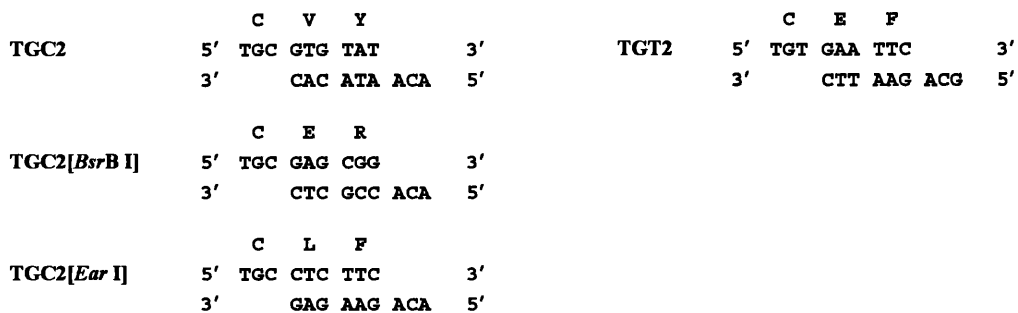 C V Y
TGC2 5′ TGC GTG TAT 3′
3′ CAC ATA ACA 5′
C E F
TGT2 5′ TGT GAA TTC 3′
3′ CTT AAG ACG 5′
C E R
TGC2[BsrB I] 5′ TGC GAG CGG 3′
3′ CTC GCC ACA 5′
C L F
TGC2[Ear I] 5′ TGC CTC TTC 3′
3′ GAG AAG ACA 5′